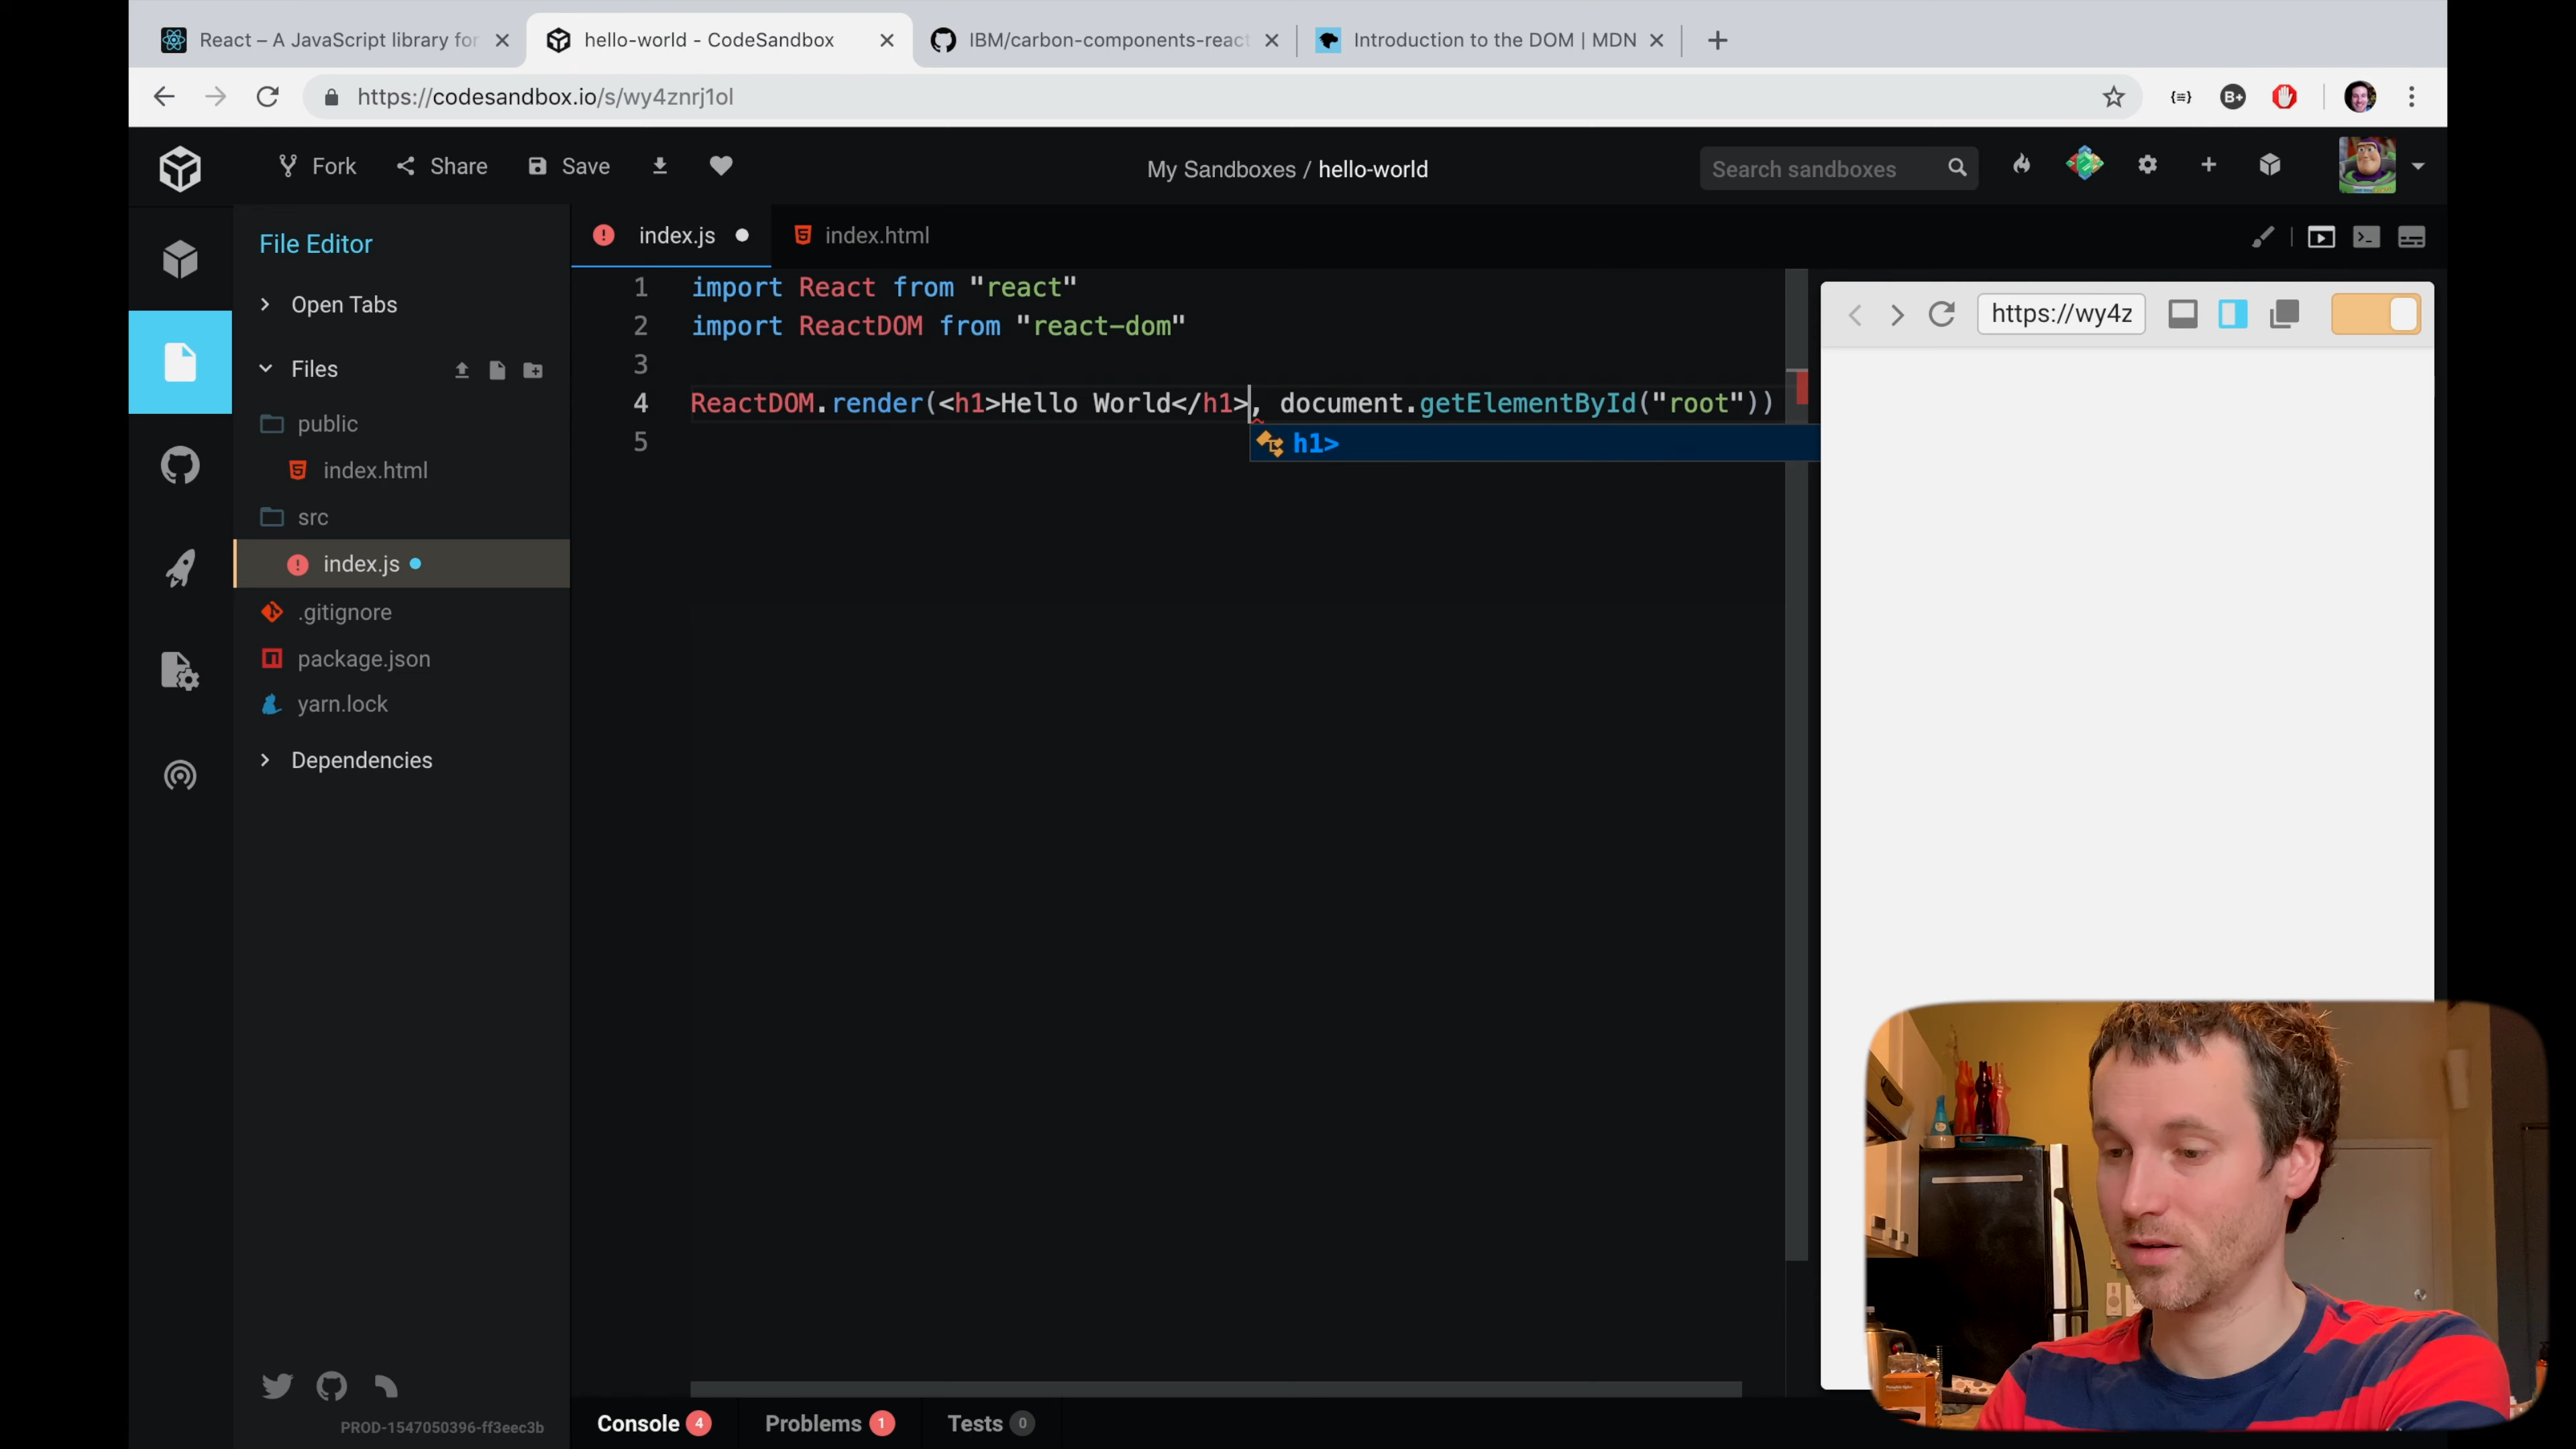 React – A JavaScript library for
hello-world - CodeSandbox
IBM/carbon-components-react
Introduction to the DOM | MDN
https://codesandbox.io/s/wy4znrj1ol
B+
Fork
Share
Save
My Sandboxes / hello-world
Search sandboxes
File Editor
index.js
index.html
Open Tabs
Files
public
index.html
src
index.js
.gitignore
package.json
yarn.lock
Dependencies
1 import React from "react"
2 import ReactDOM from "react-dom"
3
4 ReactDOM.render(<h1>Hello World</h1>, document.getElementById("root"))
h1>
5
https://wy4z
PROD-1547050396-ff3eec3b
Console 4
Problems 1
Tests 0